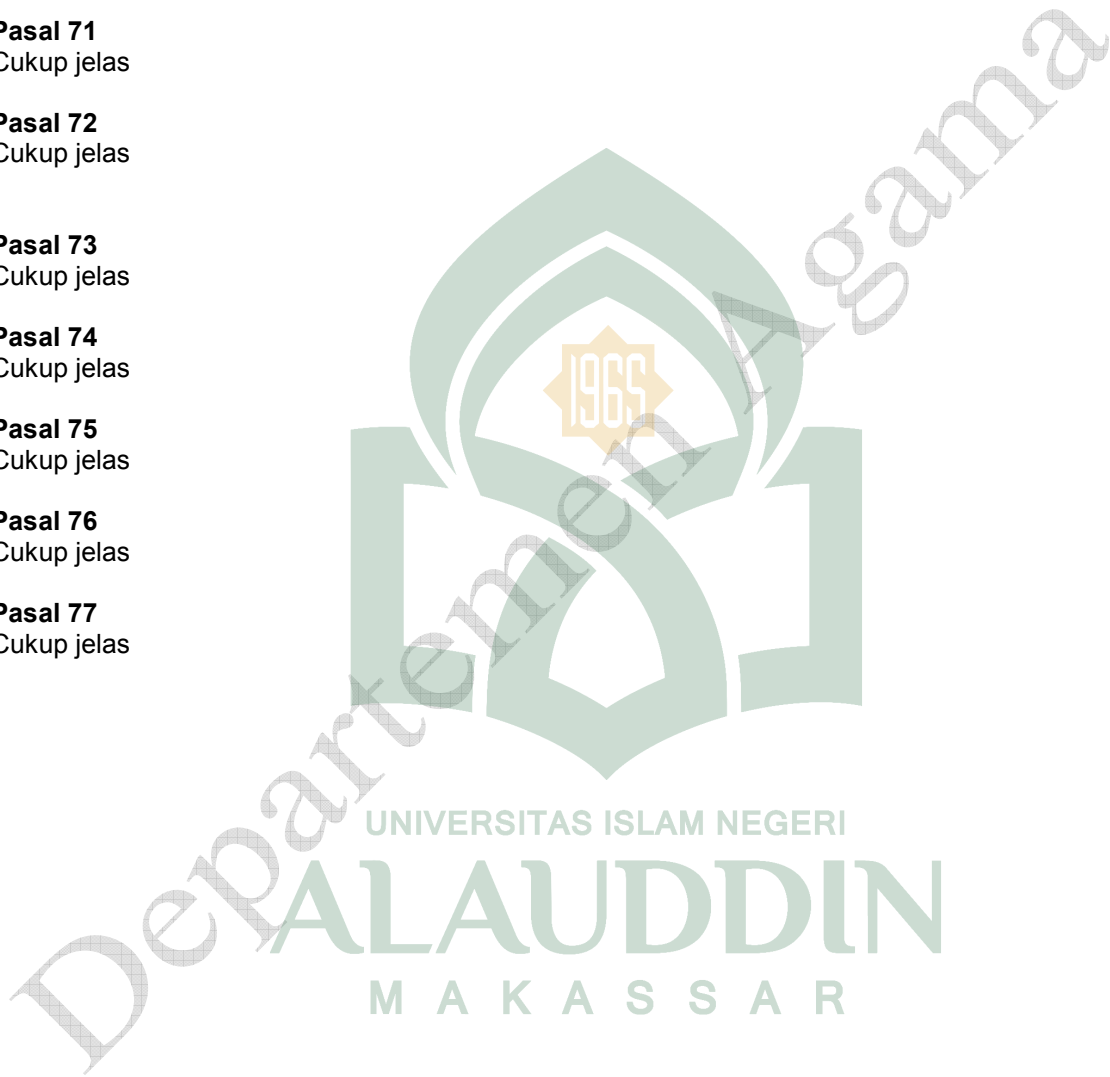 Pasal 71
Cukup jelas
Pasal 72
Cukup jelas
Pasal 73
Cukup jelas
Pasal 74
Cukup jelas
Pasal 75
Cukup jelas
Pasal 76
Cukup jelas
Pasal 77
Cukup jelas
Departemen Agama
1965
UNIVERSITAS ISLAM NEGERI
ALAUDDIN
MAKASSAR